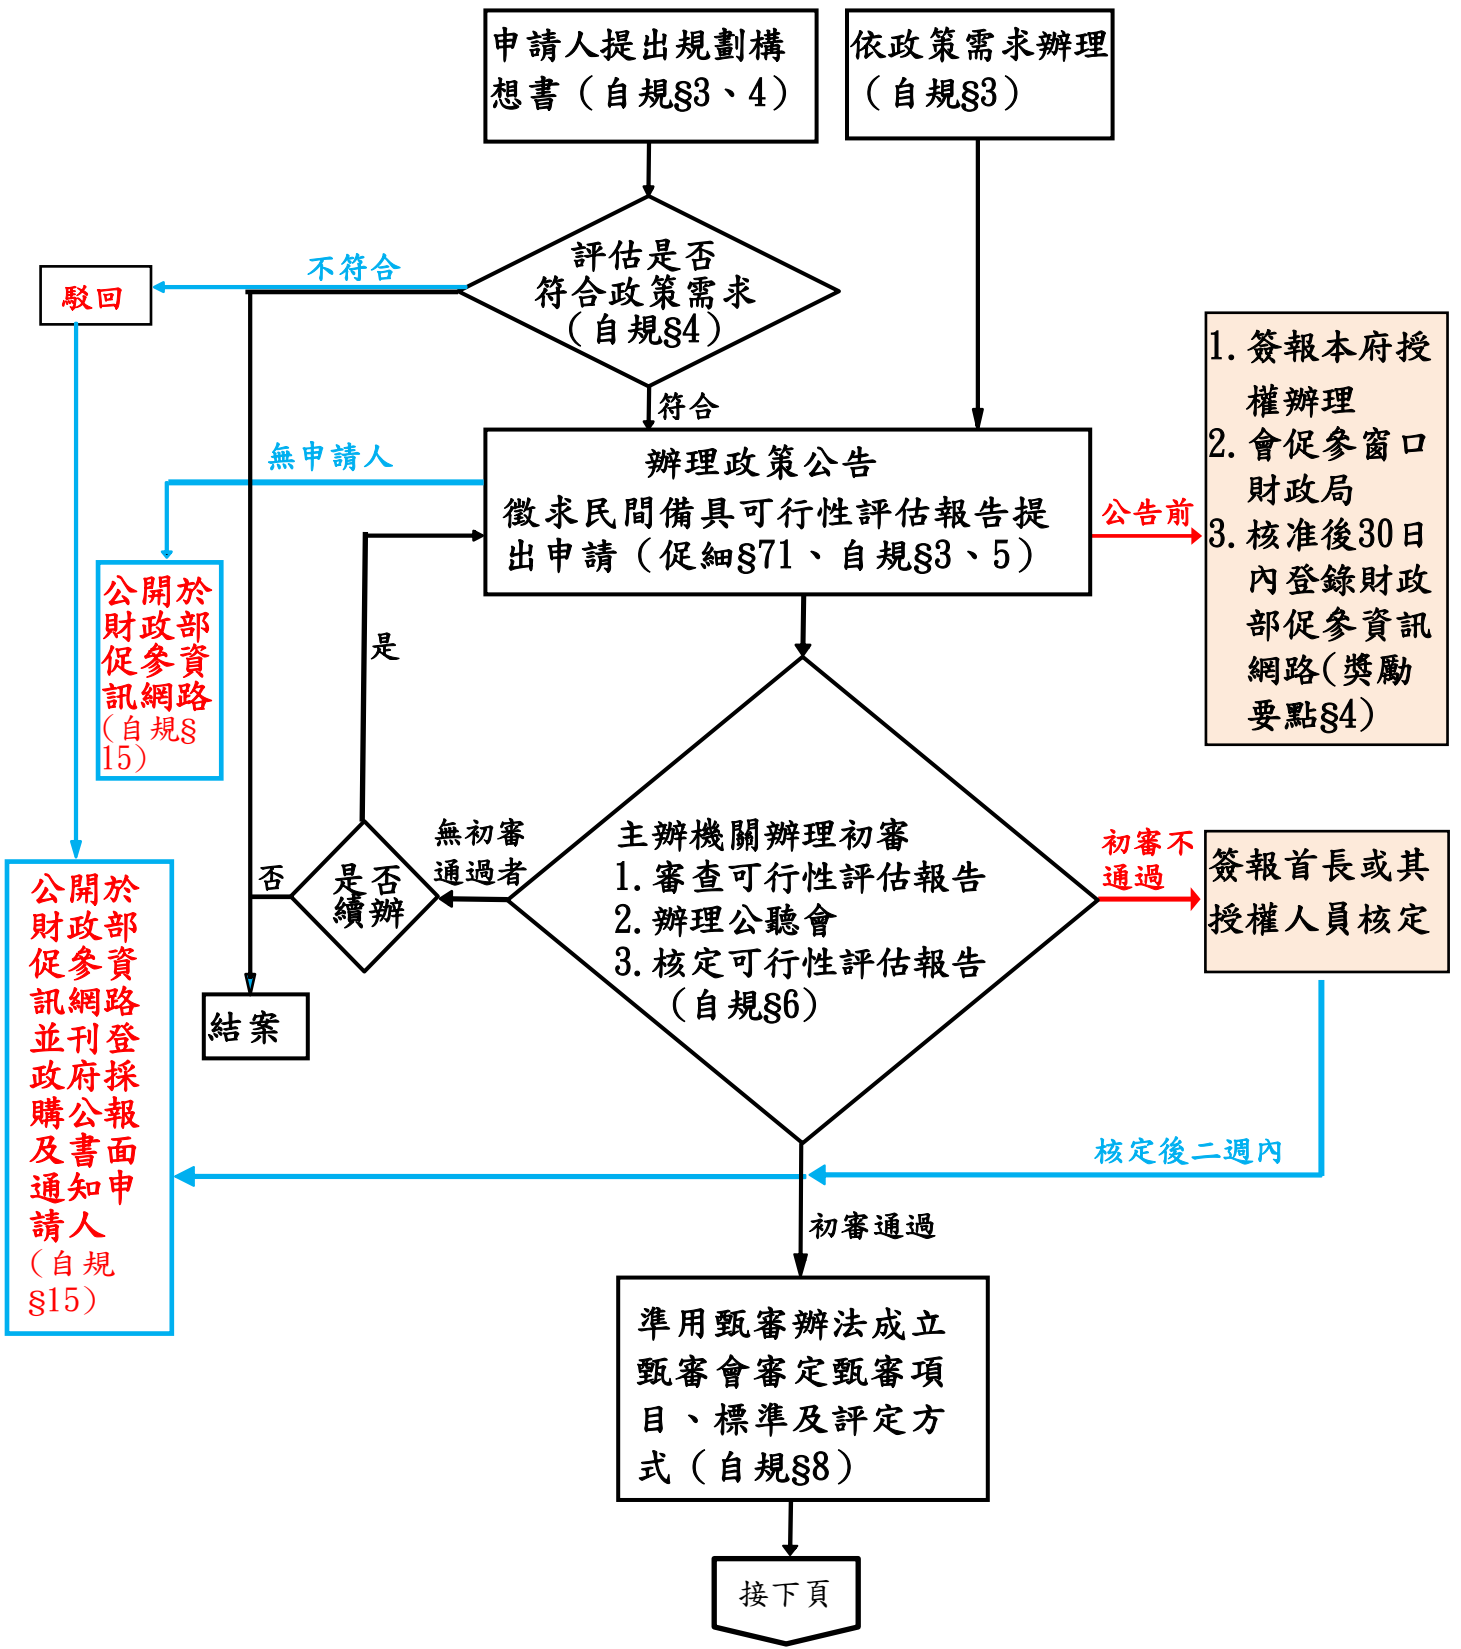 申請人提出規劃構
想書（自規§3、4）
依政策需求辦理
（自規§3）
評估是否
符合政策需求
（自規§4）
不符合
駁回
符合
1.簽報本府授
權辦理
2.會促參窗口
財政局
3.核准後30日
內登錄財政
部促參資訊
網路(獎勵
要點§4)
無申請人
辦理政策公告
徵求民間備具可行性評估報告提
出申請（促細§71、自規§3、5）
公告前
公開於
財政部
促參資
訊網路
(自規§
15)
是
主辦機關辦理初審
1.審查可行性評估報告
2.辦理公聽會
3.核定可行性評估報告
（自規§6）
無初審
通過者
是否
續辦
否
初審不
通過
簽報首長或其
授權人員核定
結案
公開於
財政部
促參資
訊網路
並刊登
政府採
購公報
及書面
通知申
請人
(自規
§15)
核定後二週內
初審通過
準用甄審辦法成立
甄審會審定甄審項
目、標準及評定方
式（自規§8）
接下頁